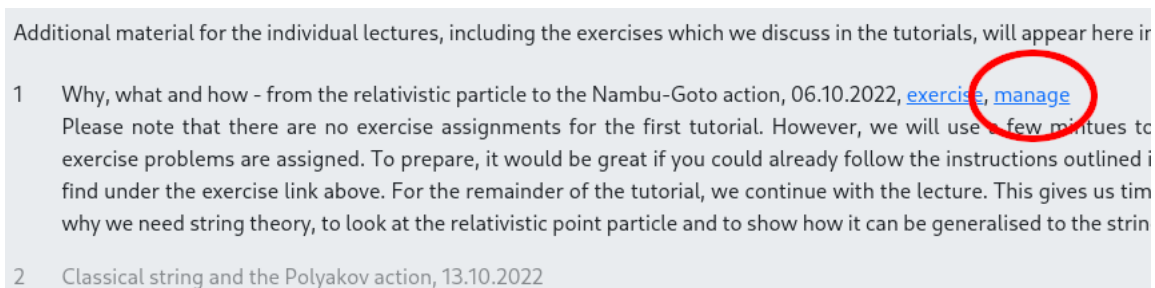 Additional material for the individual lectures, including the exercises which we discuss in the tutorials, will appear here in
1 Why, what and how - from the relativistic particle to the Nambu-Goto action, 06.10.2022, exercise, manage
Please note that there are no exercise assignments for the first tutorial. However, we will use a few mintues to
exercise problems are assigned. To prepare, it would be great if you could already follow the instructions outlined i
find under the exercise link above. For the remainder of the tutorial, we continue with the lecture. This gives us tim
why we need string theory, to look at the relativistic point particle and to show how it can be generalised to the strin
2 Classical string and the Polyakov action, 13.10.2022